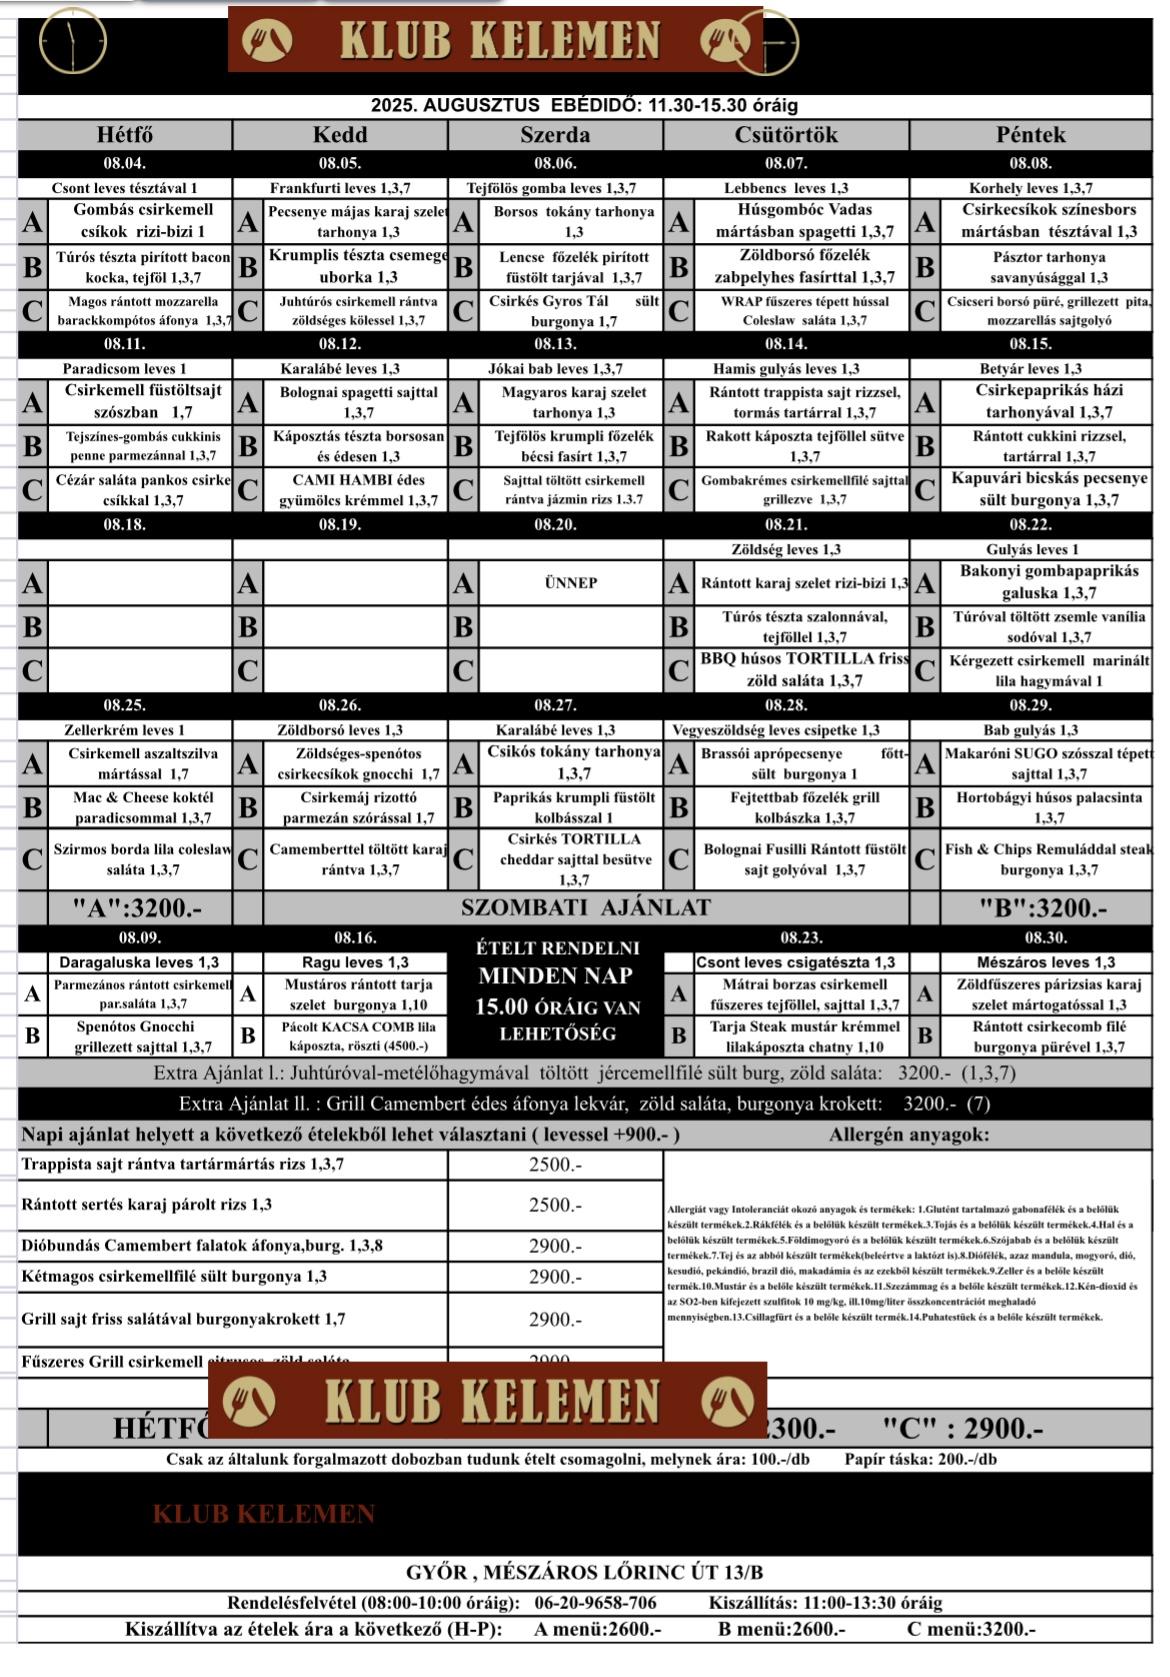 KLUB KELEMEN
2025. AUGUSZTUS EBÉDIDŐ: 11.30-15.30 óráig
Hétfő Kedd Szerda Csütörtök Péntek
08.04. 08.05. 08.06. 08.07. 08.08.
Csont leves tésztával 1 Frankfurti leves 1,3,7 Tejfölös gomba leves 1,3,7 Lebbencs leves 1,3 Korhely leves 1,3,7
A Gombás csirkemell
csíkok rizi-bizi 1
A Pecsenye májas karaj szelet
tarhonya 1,3
A Borsos tokány tarhonya
1,3
A Húsgombóc Vadas
mártásban spagetti 1,3,7
A Csirkecsíkok színesbors
mártásban tésztával 1,3
B Túrós tészta pirított bacon
kocka, tejföl 1,3,7
B Krumplis tészta csemege
uborka 1,3
B Lencse főzelék pirított
füstölt tarjával 1,3,7
B Zöldborsó főzelék
zabpelyhes fasírttal 1,3,7
B Pásztor tarhonya
savanyúsággal 1,3
C Magos rántott mozzarella
barackkompótos áfonya 1,3,7
C Juhtúrós csirkemell rántva
zöldséges kölessel 1,3,7
C Csirkés Gyros Tál sült
burgonya 1,7
C WRAP fűszeres tépett hússal
Coleslaw saláta 1,3,7
C Csicseri borsó püré, grillezett pita,
mozzarellás sajtgolyó
08.11. 08.12. 08.13. 08.14. 08.15.
Paradicsom leves 1 Karalábé leves 1,3 Jókai bab leves 1,3,7 Hamis gulyás leves 1,3 Betyár leves 1,3
A Csirkemell füstöltsajt
szószban 1,7
A Bolognai spagetti sajttal
1,3,7
A Magyaros karaj szelet
tarhonya 1,3
A Rántott trappista sajt rizzsel,
tormás tartárral 1,3,7
A Csirkepaprikás házi
tarhonyával 1,3,7
B Tejszínes-gombás cukkinis
penne parmezánnal 1,3,7
B Káposztás tészta borsosan
és édesen 1,3
B Tejfölös krumpli főzelék
bécsi fasírt 1,3,7
B Rakott káposzta tejföllel sütve
1,3,7
B Rántott cukkini rizzsel,
tartárral 1,3,7
C Cézár saláta pankos csirke
csíkkal 1,3,7
C CAMI HAMBI édes
gyümölcs krémmel 1,3,7
C Sajttal töltött csirkemell
rántva jázmin rizs 1.3.7
C Gombakrémes csirkemellfilé sajttal
grillezve 1,3,7
C Kapuvári bicskás pecsenye
sült burgonya 1,3,7
08.18. 08.19. 08.20. 08.21. 08.22.
Zöldség leves 1,3 Gulyás leves 1
A
A
A ÜNNEP
A Rántott karaj szelet rizi-bizi 1,3
A Bakonyi gombapaprikás
galuska 1,3,7
B
B
B
B Túrós tészta szalonnával,
tejföllel 1,3,7
B Túróval töltött zsemle vanília
sodóval 1,3,7
C
C
C
C BBQ húsos TORTILLA friss
zöld saláta 1,3,7
C Kérgezett csirkemell marinált
lila hagymával 1
08.25. 08.26. 08.27. 08.28. 08.29.
Zellerkrém leves 1 Zöldborsó leves 1,3 Karalábé leves 1,3 Vegyeszöldség leves csipetke 1,3 Bab gulyás 1,3
A Csirkemell aszaltszilva
mártással 1,7
A Zöldséges-spenótos
csirkecsíkok gnocchi 1,7
A Csikós tokány tarhonya
1,3,7
A Brassói aprópecsenye főtt-
sült burgonya 1
A Makaróni SUGO szósszal tépett
sajttal 1,3,7
B Mac & Cheese koktél
paradicsommal 1,3,7
B Csirkemáj rizottó
parmezán szórással 1,7
B Paprikás krumpli füstölt
kolbásszal 1
B Fejtettbab főzelék grill
kolbászka 1,3,7
B Hortobágyi húsos palacsinta
1,3,7
C Szirmos borda lila coleslaw
saláta 1,3,7
C Camemberttel töltött karaj
rántva 1,3,7
C Csirkés TORTILLA
cheddar sajttal besütve
1,3,7
C Bolognai Fusilli Rántott füstölt
sajt golyóval 1,3,7
C Fish & Chips Remuláddal steak
burgonya 1,3,7
"A":3200.- SZOMBATI AJÁNLAT "B":3200.-
08.09. 08.16. 08.23. 08.30.
ÉTELT RENDELNI
MINDEN NAP
15.00 ÓRÁIG VAN
LEHETŐSÉG
Daragaluska leves 1,3 Ragu leves 1,3 Csont leves csigatészta 1,3 Mészáros leves 1,3
A Parmezános rántott csirkemell
par.saláta 1,3,7
A Mustáros rántott tarja
szelet burgonya 1,10
A Mátrai borzas csirkemell
fűszeres tejföllel, sajttal 1,3,7
A Zöldfűszeres párizsias karaj
szelet mártogatóssal 1,3
B Spenótos Gnocchi
grillezett sajttal 1,3,7
B Pácolt KACSA COMB lila
káposzta, röszti (4500.-)
B Tarja Steak mustár krémmel
lilakáposzta chatny 1,10
B Rántott csirkecomb filé
burgonya pürével 1,3,7
Extra Ajánlat l.: Juhtúróval-metélőhagymával töltött jércemellfilé sült burg, zöld saláta: 3200.- (1,3,7)
Extra Ajánlat ll. : Grill Camembert édes áfonya lekvár, zöld saláta, burgonya krokett: 3200.- (7)
Napi ajánlat helyett a következő ételekből lehet választani ( levessel +900.- ) Allergén anyagok:
Trappista sajt rántva tartármártás rizs 1,3,7 2500.-
Rántott sertés karaj párolt rizs 1,3 2500.-
Dióbundás Camembert falatok áfonya,burg. 1,3,8 2900.-
Kétmagos csirkemellfilé sült burgonya 1,3 2900.-
Grill sajt friss salátával burgonyakrokett 1,7 2900.-
Fűszeres Grill csirkemell citrusos zöld saláta 2900.-
Allergiát vagy Intoleranciát okozó anyagok és termékek: 1.Glutént tartalmazó gabonafélék és a belőlük
készült termékek.2.Rákfélék és a belőlük készült termékek.3.Tojás és a belőlük készült termékek.4.Hal és a
belőlük készült termékek.5.Földimogyoró és a belőlük készült termékek.6.Szójabab és a belőlük készült
termékek.7.Tej és az abból készült termékek(beleértve a laktózt is).8.Diófélék, azaz mandula, mogyoró, dió,
kesudió, pekándió, brazil dió, makadámia és az ezekből készült termékek.9.Zeller és a belőle készült
termék.10.Mustár és a belőle készült termékek.11.Szezámmag és a belőle készült termékek.12.Kén-dioxid és
az SO2-ben kifejezett szulfitok 10 mg/kg, ill.10mg/liter összkoncentrációt meghaladó
mennyiségben.13.Csillagfürt és a belőle készült termék.14.Puhatestűek és a belőle készült termékek.
KLUB KELEMEN
HÉTFŐ 2300.- "C" : 2900.-
Csak az általunk forgalmazott dobozban tudunk ételt csomagolni, melynek ára: 100.-/db Papír táska: 200.-/db
KLUB KELEMEN
GYŐR , MÉSZÁROS LŐRINC ÚT 13/B
Rendelésfelvétel (08:00-10:00 óráig): 06-20-9658-706 Kiszállítás: 11:00-13:30 óráig
Kiszállítva az ételek ára a következő (H-P): A menü:2600.- B menü:2600.- C menü:3200.-